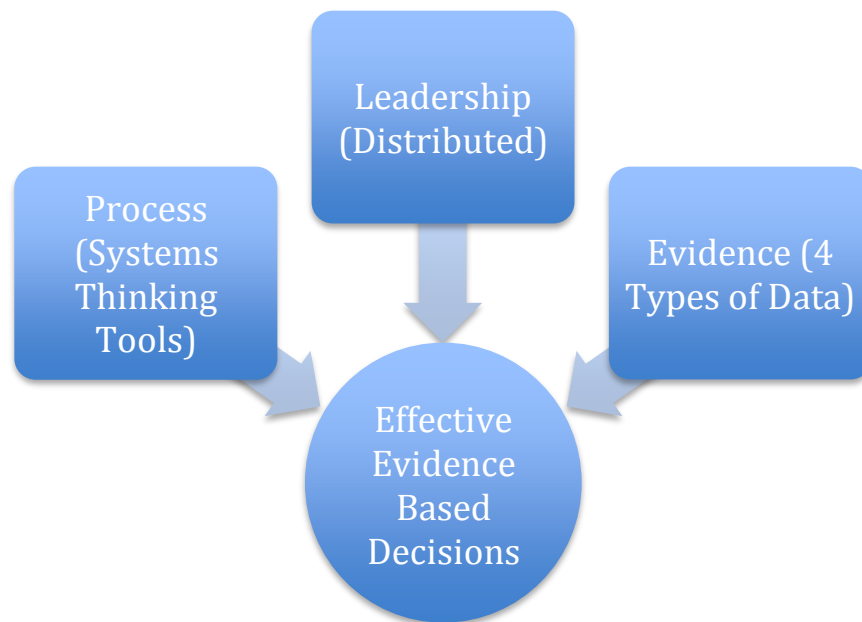 Leadership
(Distributed)
Process
(Systems
Thinking
Tools)
Evidence (4
Types of Data)
Effective
Evidence
Based
Decisions